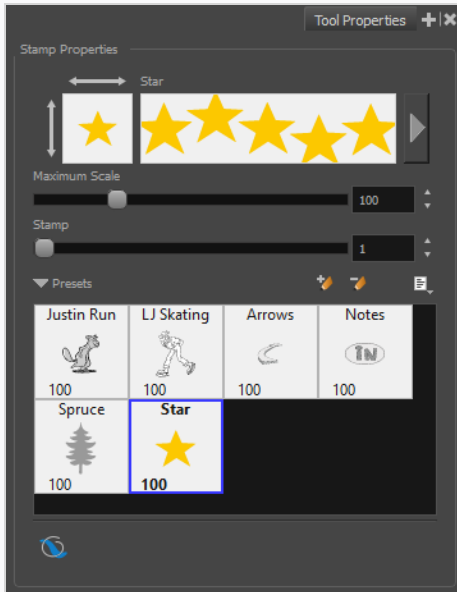 Tool Properties
Stamp Properties
Star
Maximum Scale
100
Stamp
1
Presets
Justin Run LJ Skating Arrows Notes
IN
100 100 100 100
Spruce Star
100 100